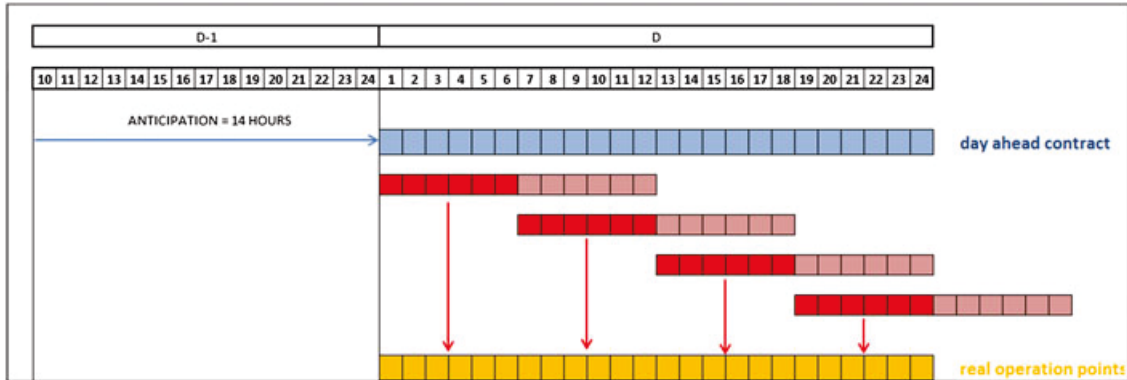 D-1 D
10 11 12 13 14 15 16 17 18 19 20 21 22 23 24 1 2 3 4 5 6 7 8 9 10 11 12 13 14 15 16 17 18 19 20 21 22 23 24
ANTICIPATION = 14 HOURS
day ahead contract
real operation points